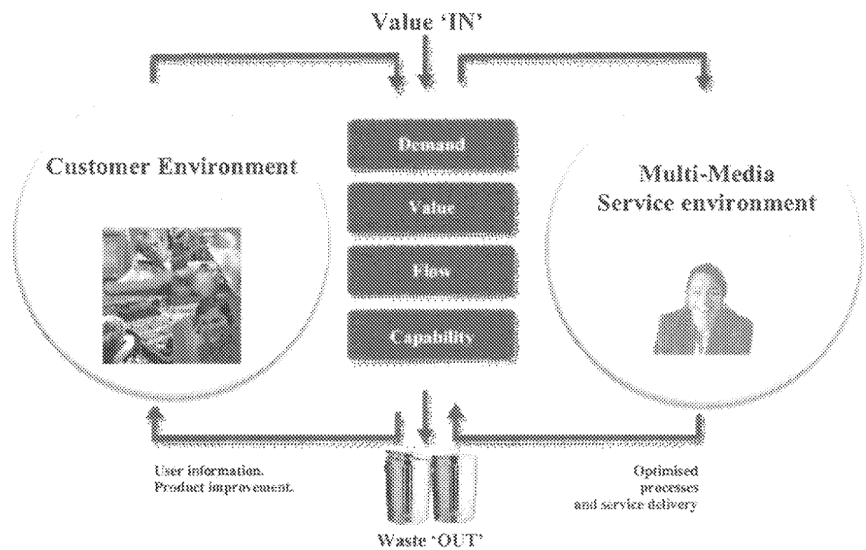 Value ‘IN’
Customer Environment
Demand
Value
Flow
Capability
Multi-Media
Service environment
User information.
Product improvement.
Optimised
processes
and service delivery
Waste ‘OUT’